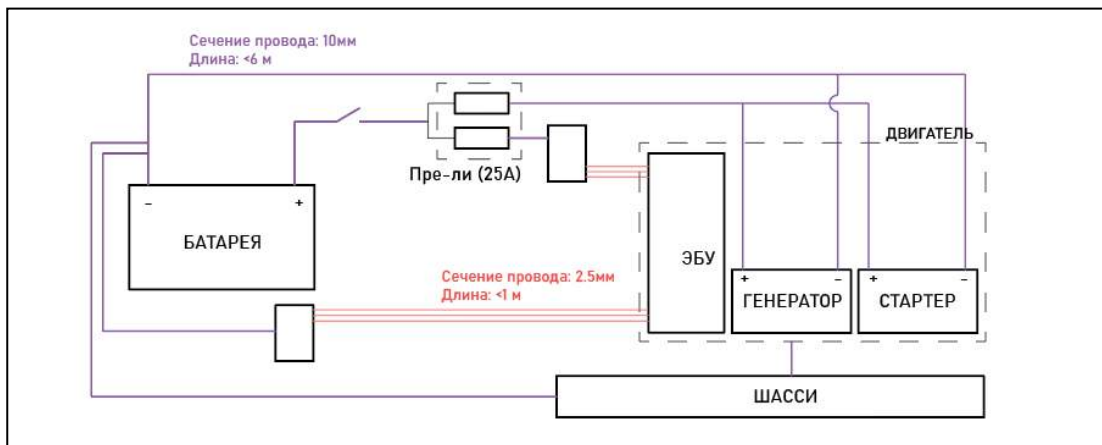 Сечение провода: 10мм
Длина: <6 м
ДВИГАТЕЛЬ
Пре-ли (25А)
- +
БАТАРЕЯ
ЭБУ
Сечение провода: 2.5мм
Длина: <1 м
+ - + -
ГЕНЕРАТОР СТАРТЕР
ШАССИ